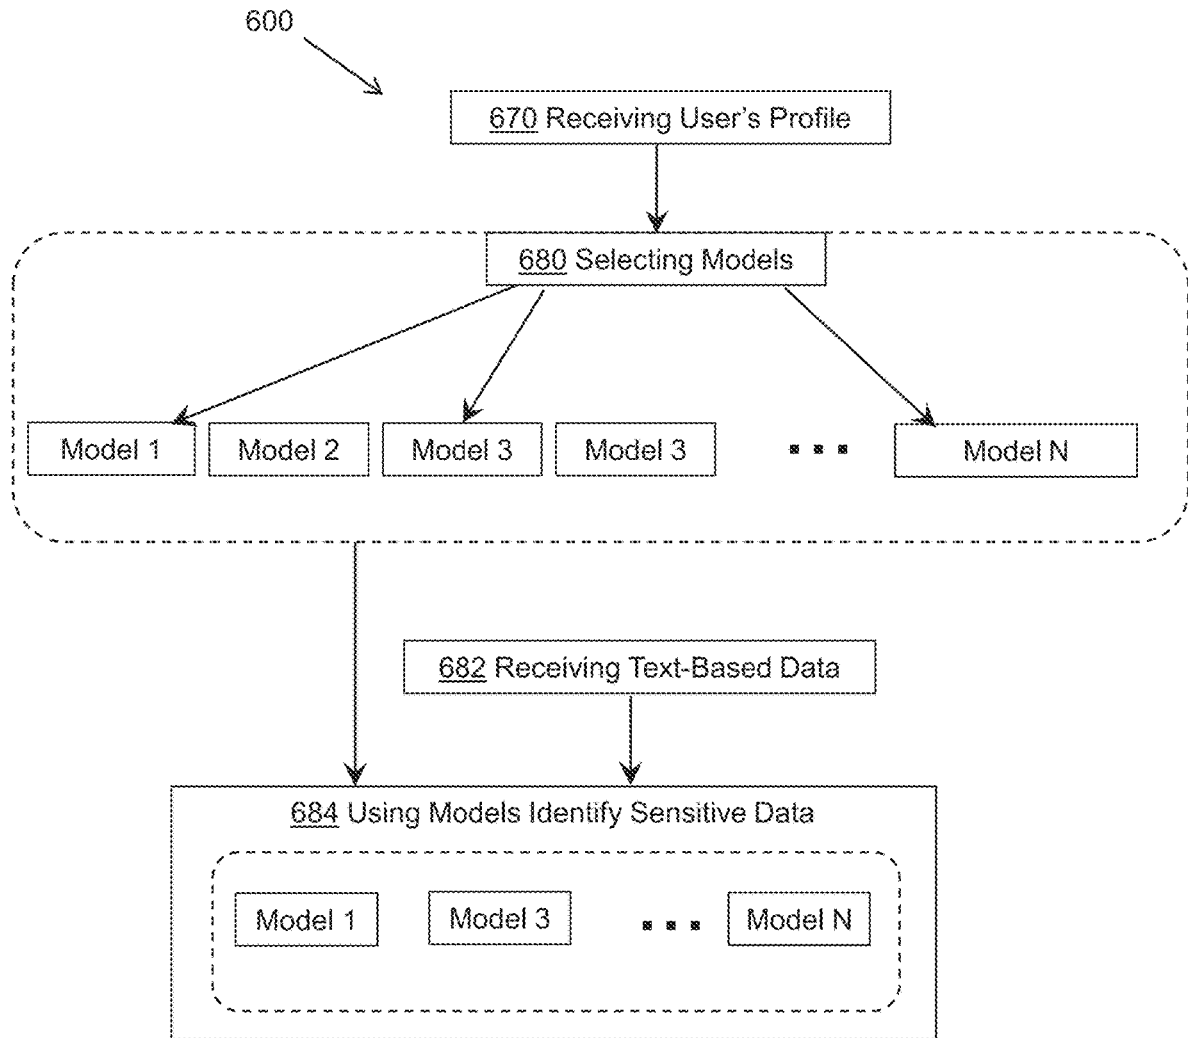 600
670 Receiving User's Profile
680 Selecting Models
Model 1 Model 2 Model 3 Model 3 ... Model N
682 Receiving Text-Based Data
684 Using Models Identify Sensitive Data
Model 1 Model 3 ... Model N